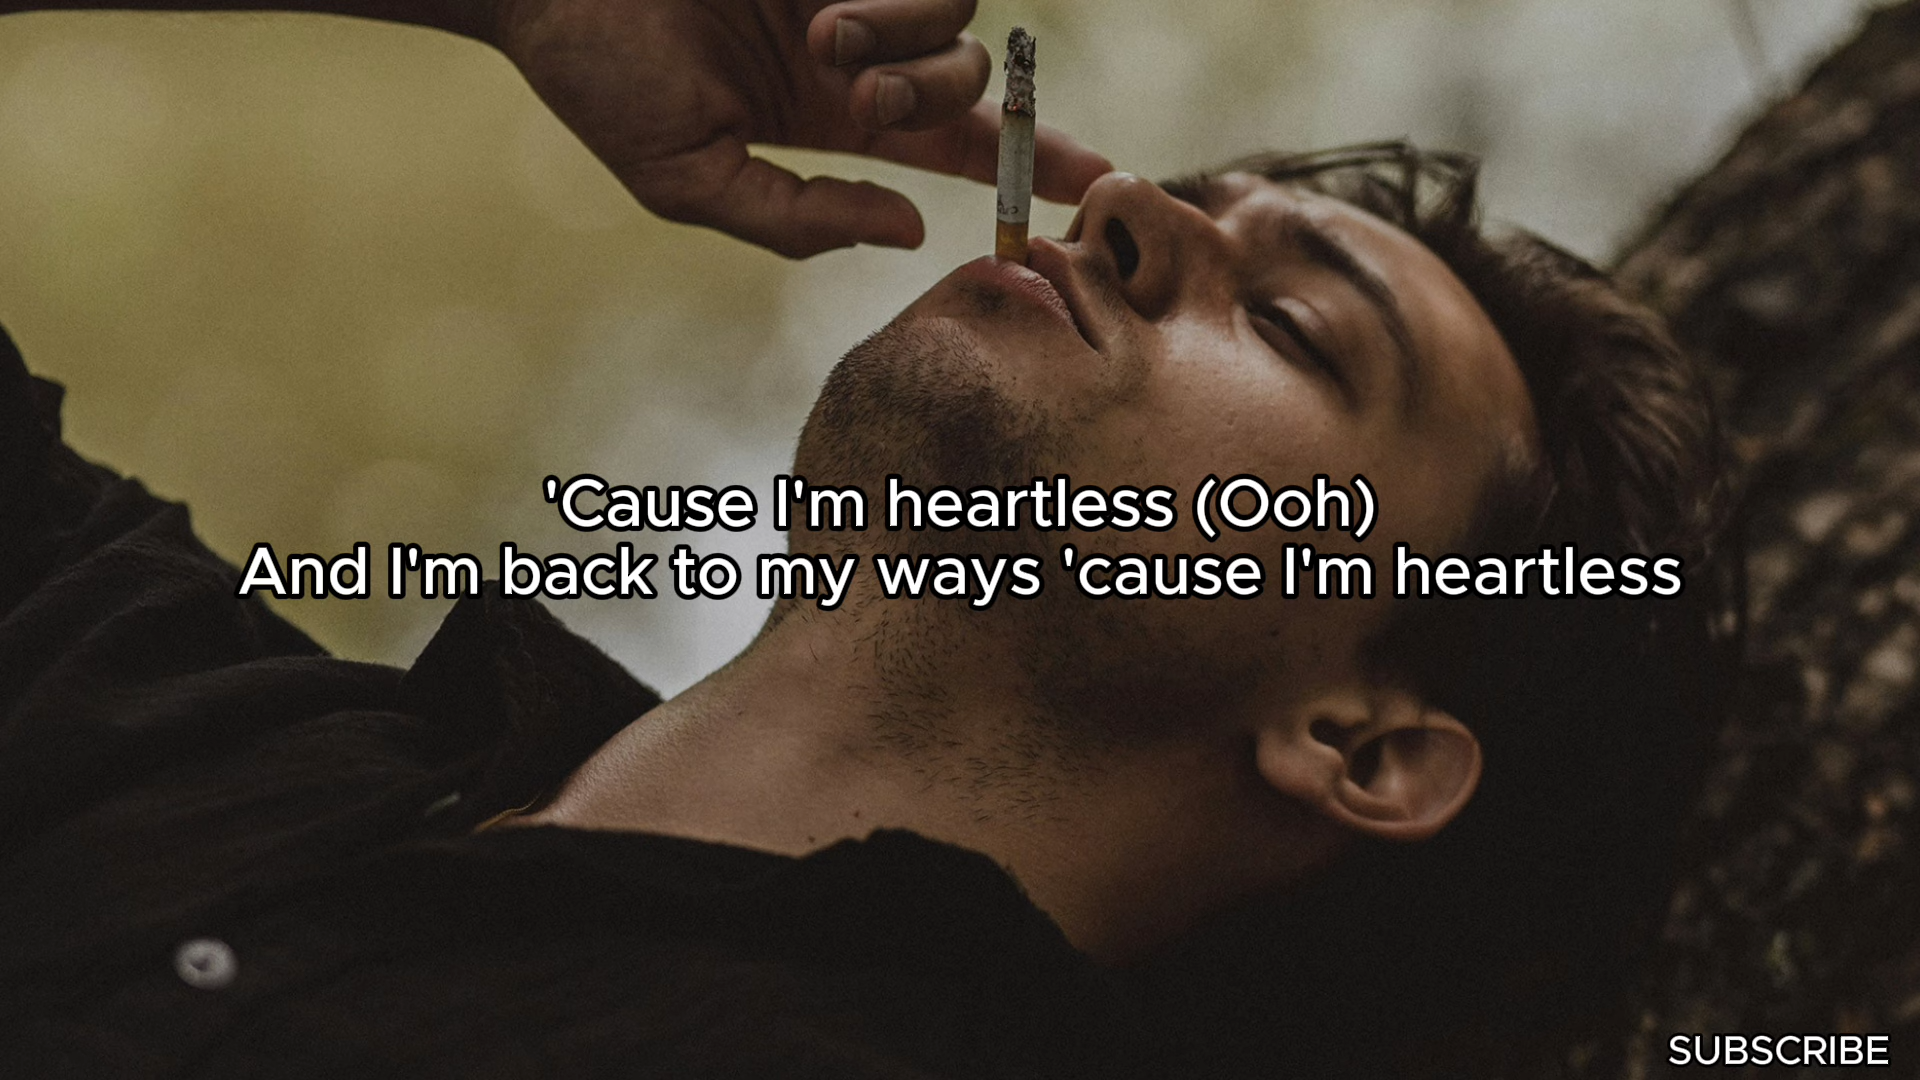 'Cause I'm heartless (Ooh)
And I'm back to my ways 'cause I'm heartless
SUBSCRIBE